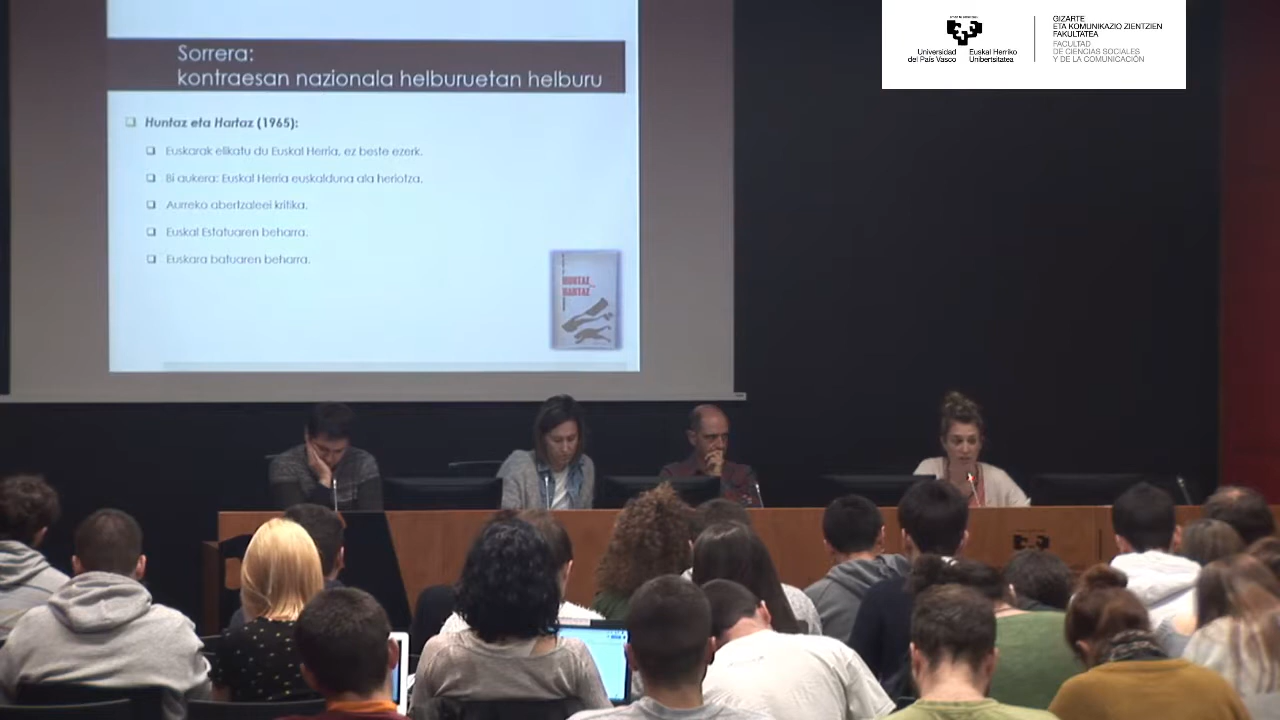 Sorrera:
kontraesan nazionala helburuetan helburu
Huntaz eta Hartaz (1965):
Euskarak elikatu du Euskal Herria, ez beste ezerk.
Bi aukera: Euskal Herria euskalduna ala heriotza.
Aurreko abertzaleei kritika.
Euskal Estatuaren beharra.
Euskara batuaren beharra.
HUNTAZ
HARTAZ
Universidad
del País Vasco
Euskal Herriko
Unibertsitatea
GIZARTE
ETA KOMUNIKAZIO ZIENTZIEN
FAKULTATEA
FACULTAD
DE CIENCIAS SOCIALES
Y DE LA COMUNICACIÓN